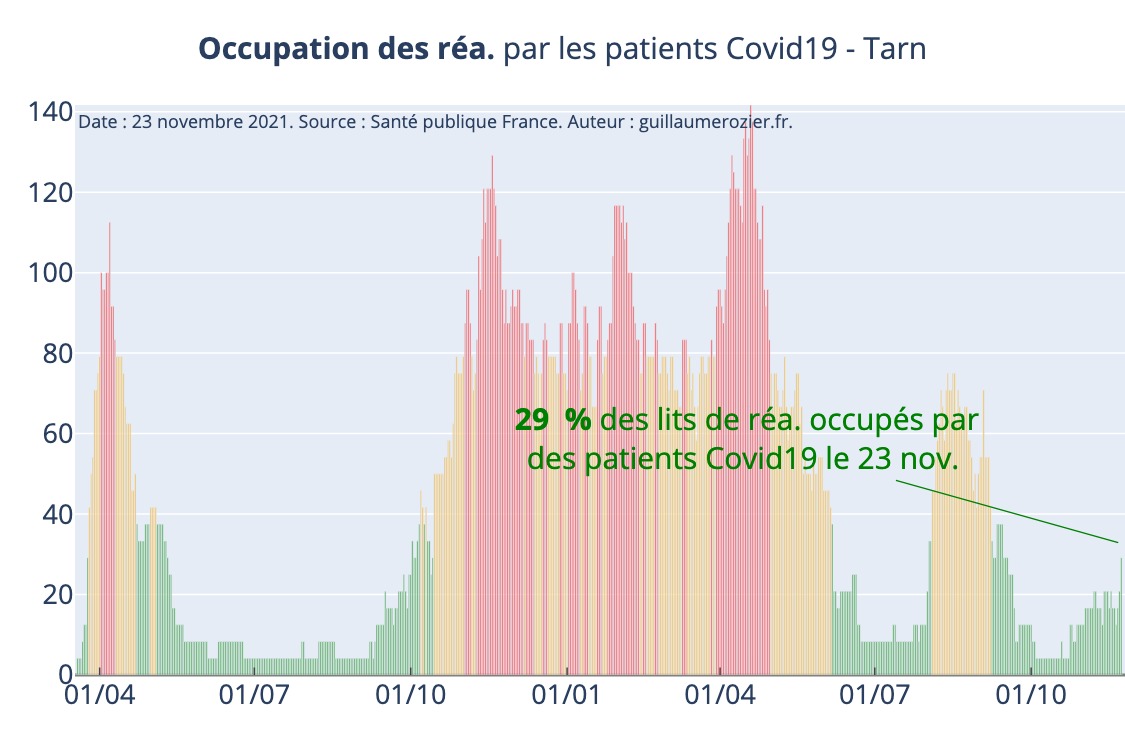 Occupation des réa. par les patients Covid19 - Tarn
140
Date : 23 novembre 2021. Source : Santé publique France. Auteur : guillaumerozier.fr.
120
100
80
60
29 % des lits de réa. occupés par
des patients Covid19 le 23 nov.
40
20
0
01/04 01/07 01/10 01/01 01/04 01/07 01/10